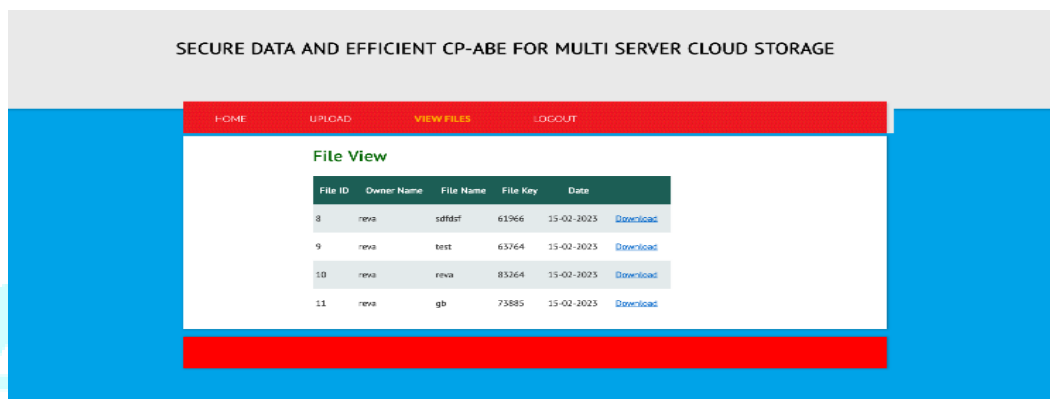 SECURE DATA AND EFFICIENT CP-ABE FOR MULTI SERVER CLOUD STORAGE
HOME UPLOAD VIEW FILES LOGOUT
File View
File ID Owner Name File Name File Key Date
8 reva sdfdsf 61966 15-02-2023 Download
9 reva test 63764 15-02-2023 Download
10 reva reva 83264 15-02-2023 Download
11 reva gb 73885 15-02-2023 Download